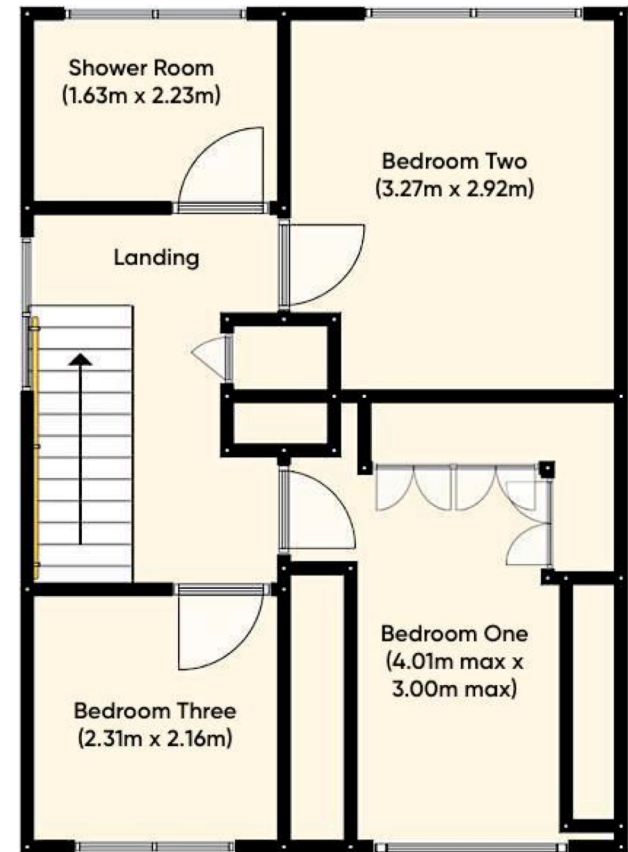 Shower Room
(1.63m x 2.23m)
Bedroom Two
(3.27m x 2.92m)
Landing
Bedroom One
(4.01m max x
3.00m max)
Bedroom Three
(2.31m x 2.16m)